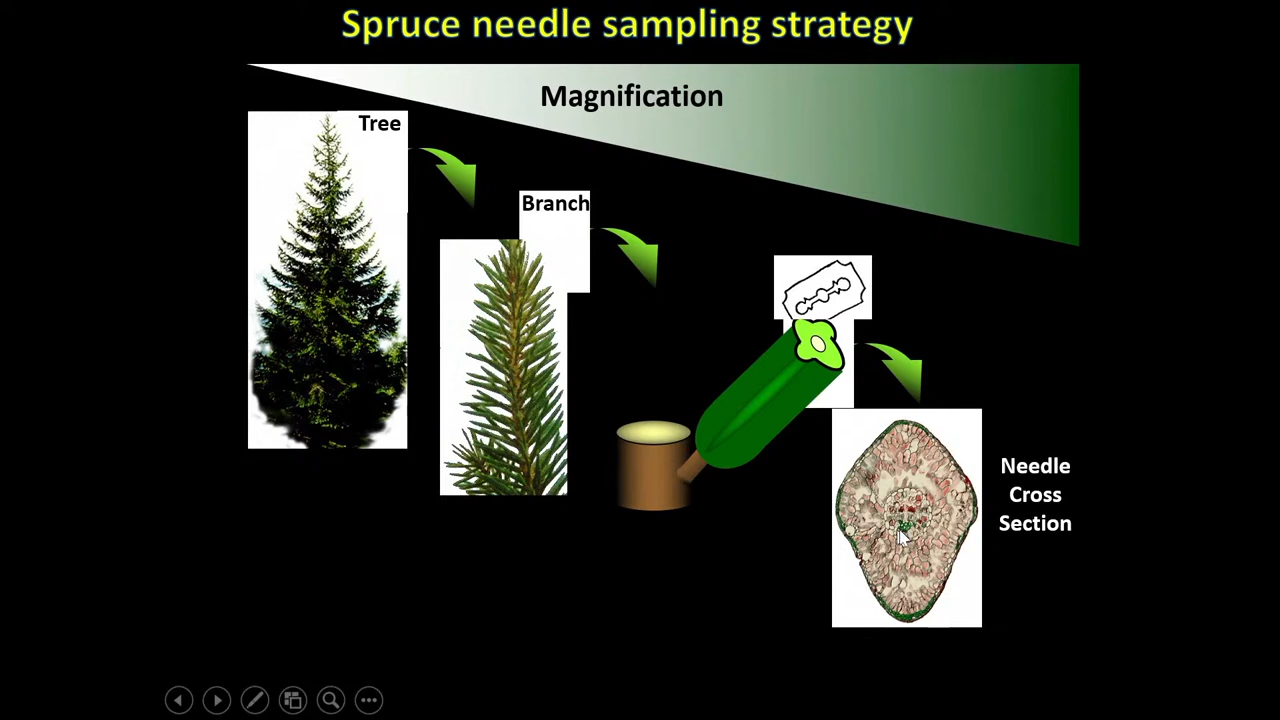 Spruce needle sampling strategy
Magnification
Tree
Branch
Needle
Cross
Section